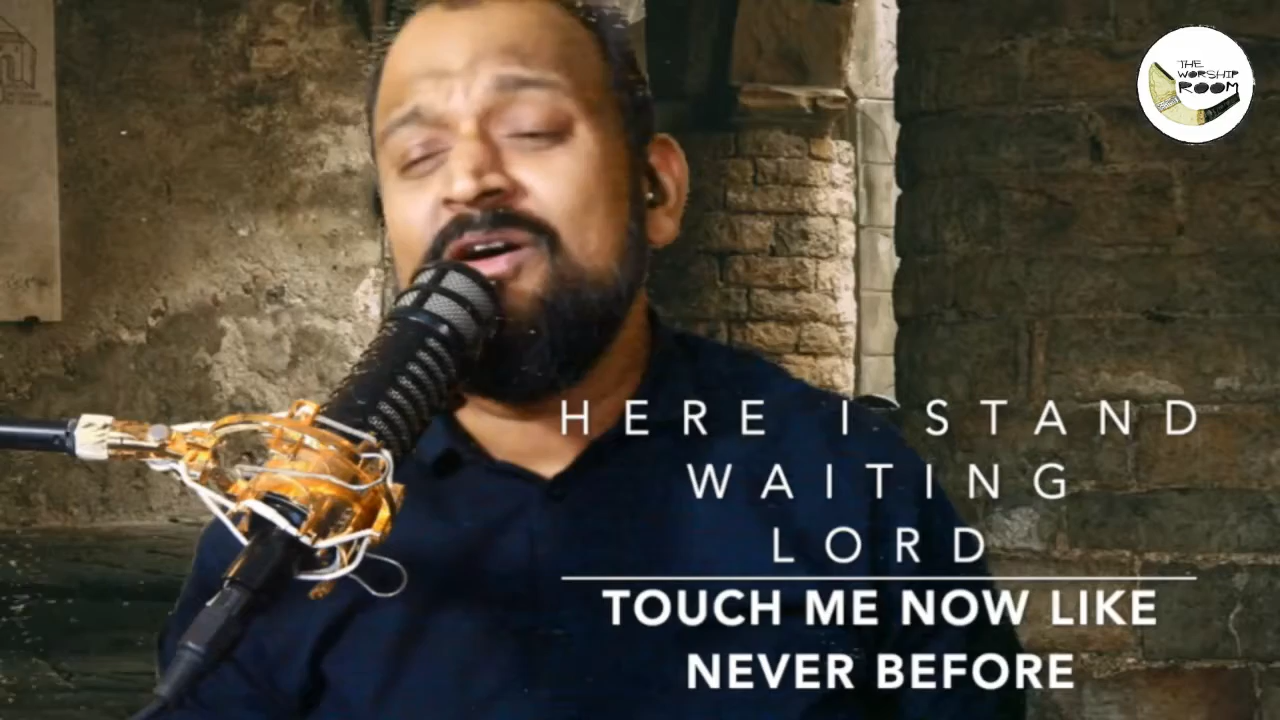 THE
WORSHIP
ROOM
HERE I STAND
WAITING
LORD
TOUCH ME NOW LIKE
NEVER BEFORE